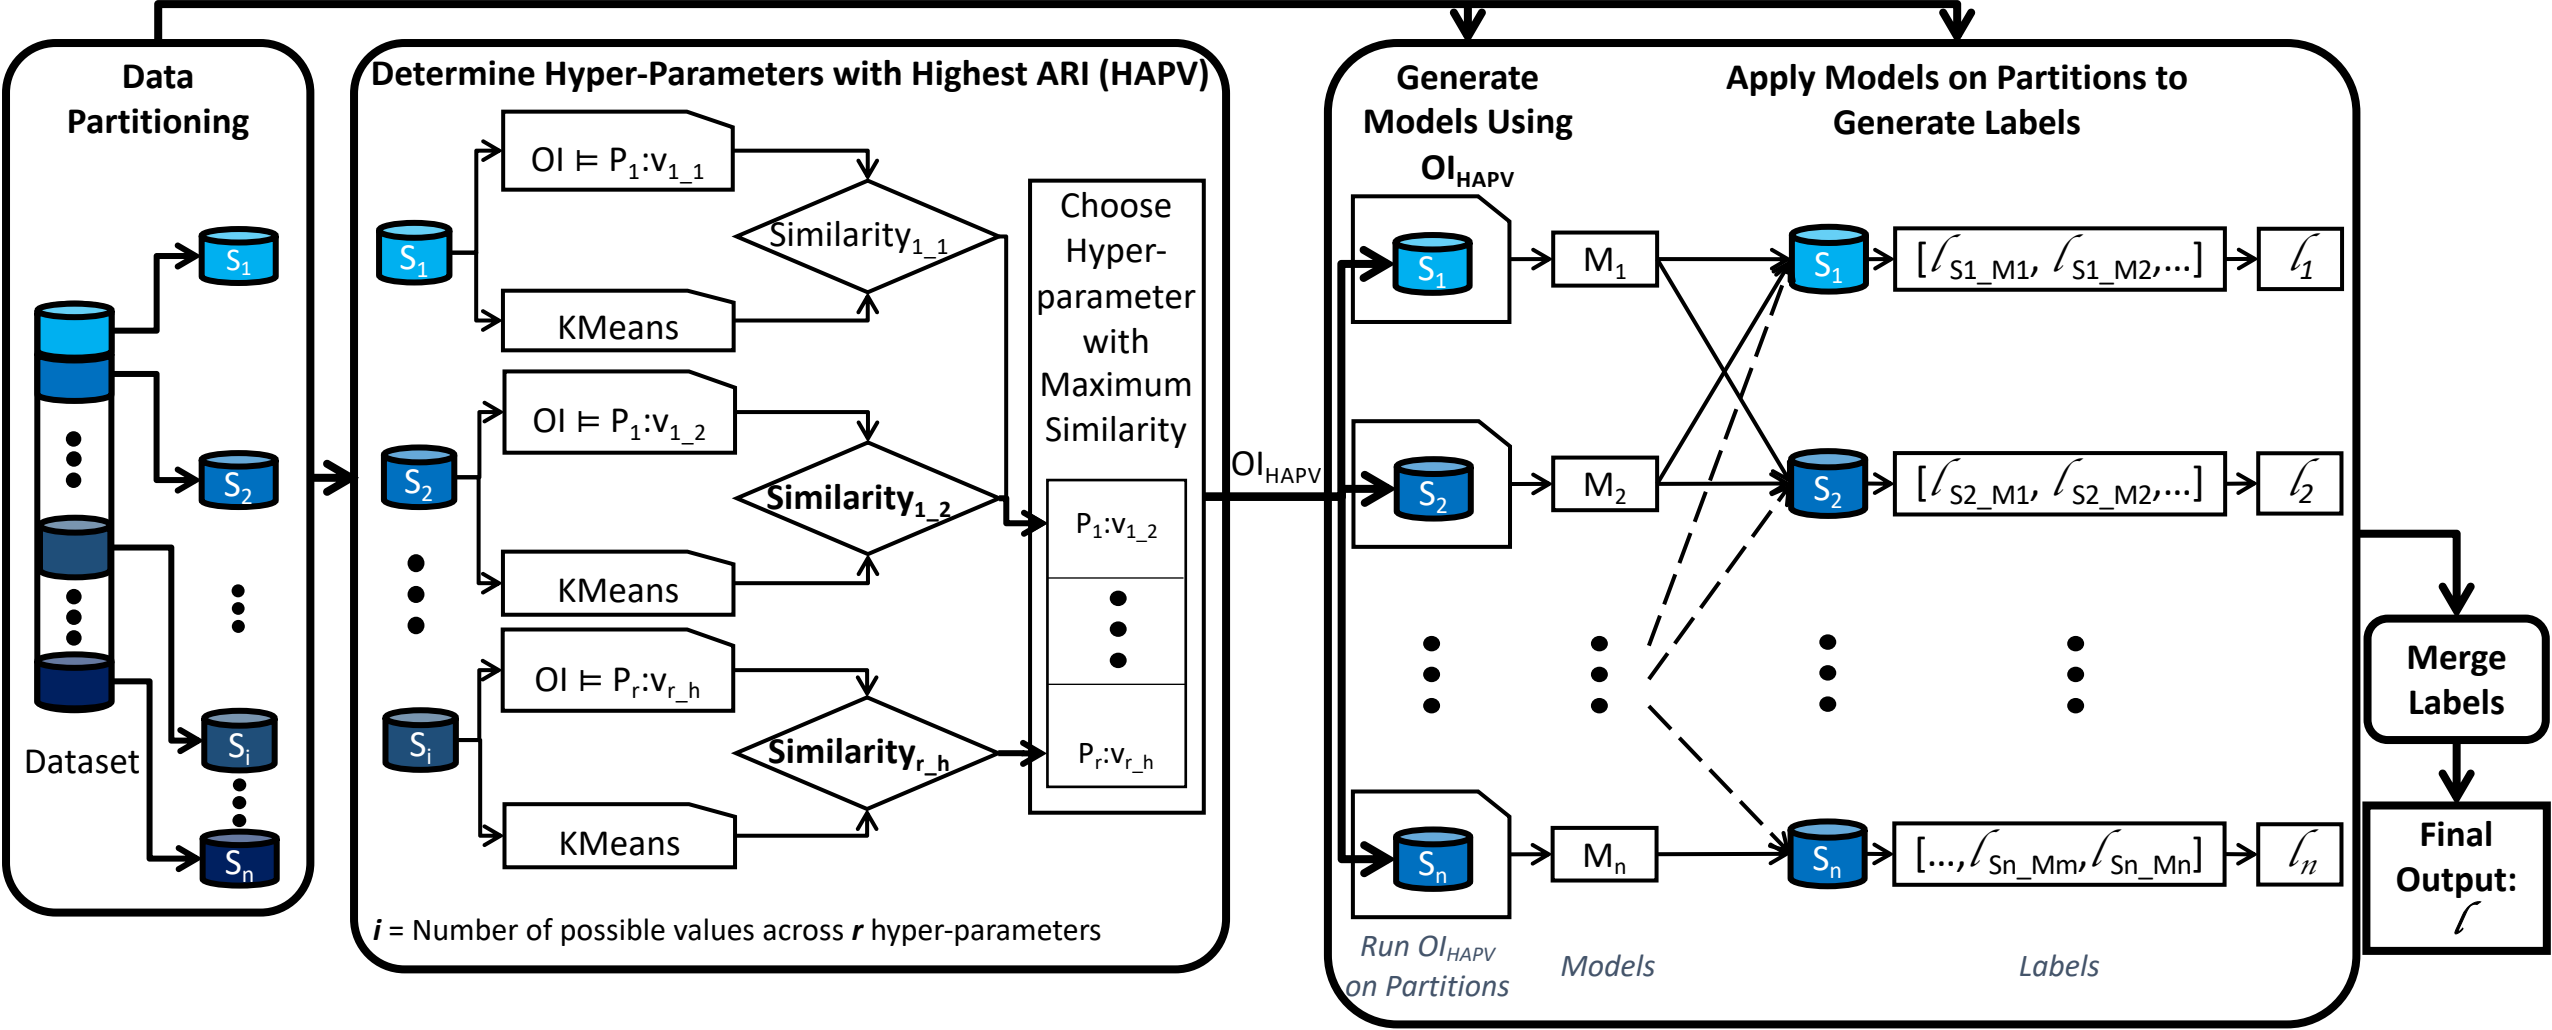 Data
Partitioning
S1
S2
Si
Sn
Dataset
Determine Hyper-Parameters with Highest ARI (HAPV)
S1
OI ⊨ P1:v1_1
KMeans
Similarity1_1
S2
OI ⊨ P1:v1_2
KMeans
Similarity1_2
Si
OI ⊨ Pr:vr_h
KMeans
Similarityr_h
Choose
Hyper-
parameter
with
Maximum
Similarity
P1:v1_2
Pr:vr_h
i = Number of possible values across r hyper-parameters
OIHAPV
Generate
Models Using
OIHAPV
Apply Models on Partitions to
Generate Labels
S1
M1
S1
[ℓS1_M1, ℓS1_M2,...]
ℓ1
S2
M2
S2
[ℓS2_M1, ℓS2_M2,...]
ℓ2
Sn
Mn
Sn
[...,ℓSn_Mm,ℓSn_Mn]
ℓn
Run OIHAPV
on Partitions
Models
Labels
Merge
Labels
Final
Output:
ℓ